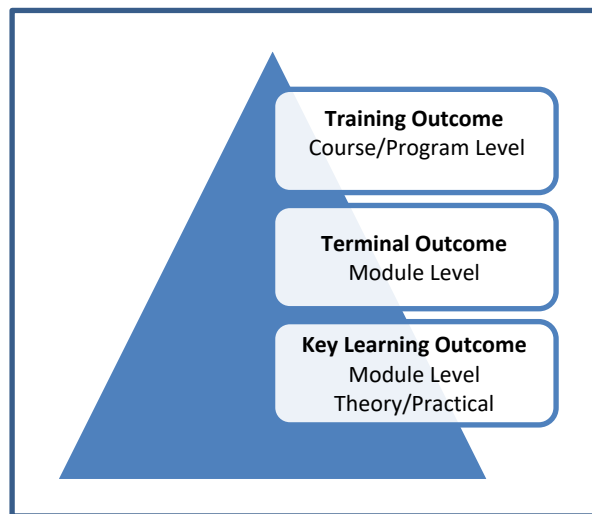 Training Outcome
Course/Program Level
Terminal Outcome
Module Level
Key Learning Outcome
Module Level
Theory/Practical